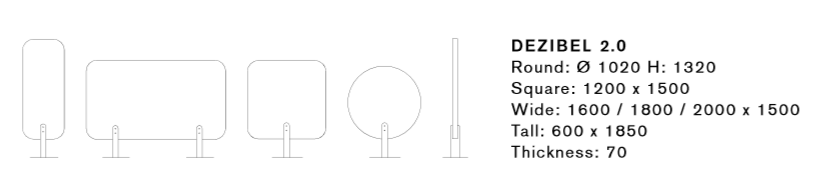 DEZIBEL 2.0
Round: Ø 1020 H: 1320
Square: 1200 x 1500
Wide: 1600 / 1800 / 2000 x 1500
Tall: 600 x 1850
Thickness: 70